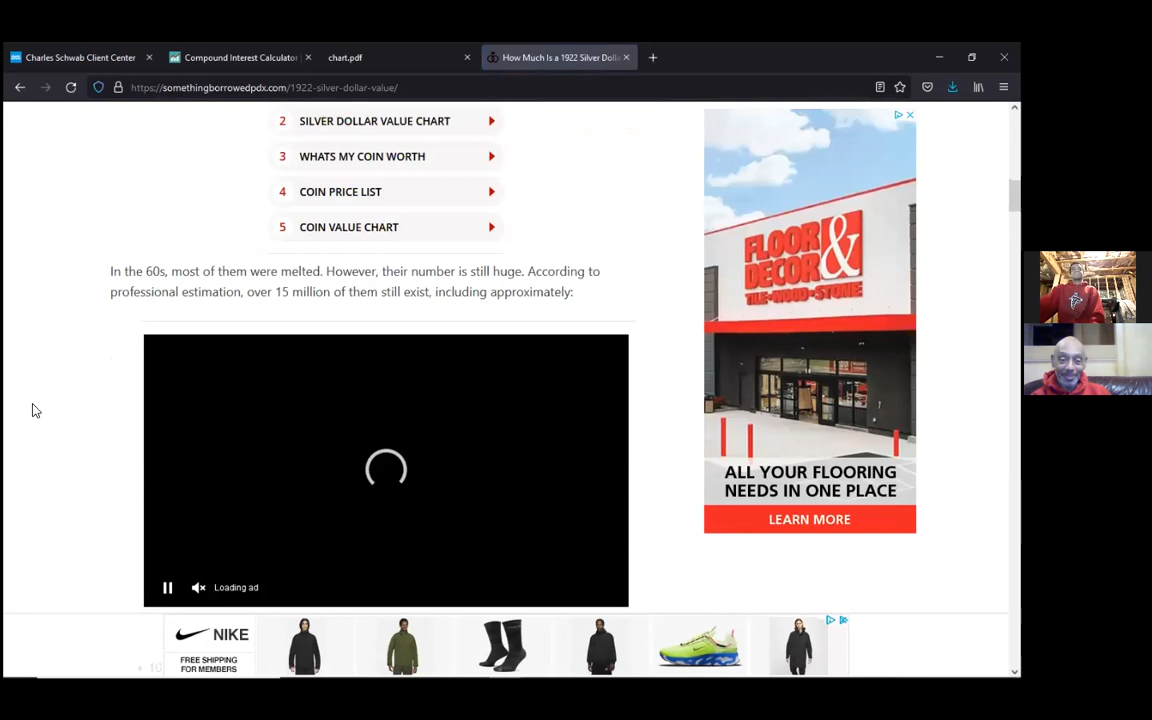 Charles Schwab Client Center
Compound Interest Calculator |
chart.pdf
How Much Is a 1922 Silver Dolla
https://somethingborrowedpdx.com/1922-silver-dollar-value/
2 SILVER DOLLAR VALUE CHART
3 WHATS MY COIN WORTH
4 COIN PRICE LIST
5 COIN VALUE CHART
In the 60s, most of them were melted. However, their number is still huge. According to
professional estimation, over 15 million of them still exist, including approximately:
Loading ad
FLOOR &
DECOR
TILE•WOOD•STONE
ALL YOUR FLOORING
NEEDS IN ONE PLACE
LEARN MORE
NIKE
FREE SHIPPING
FOR MEMBERS